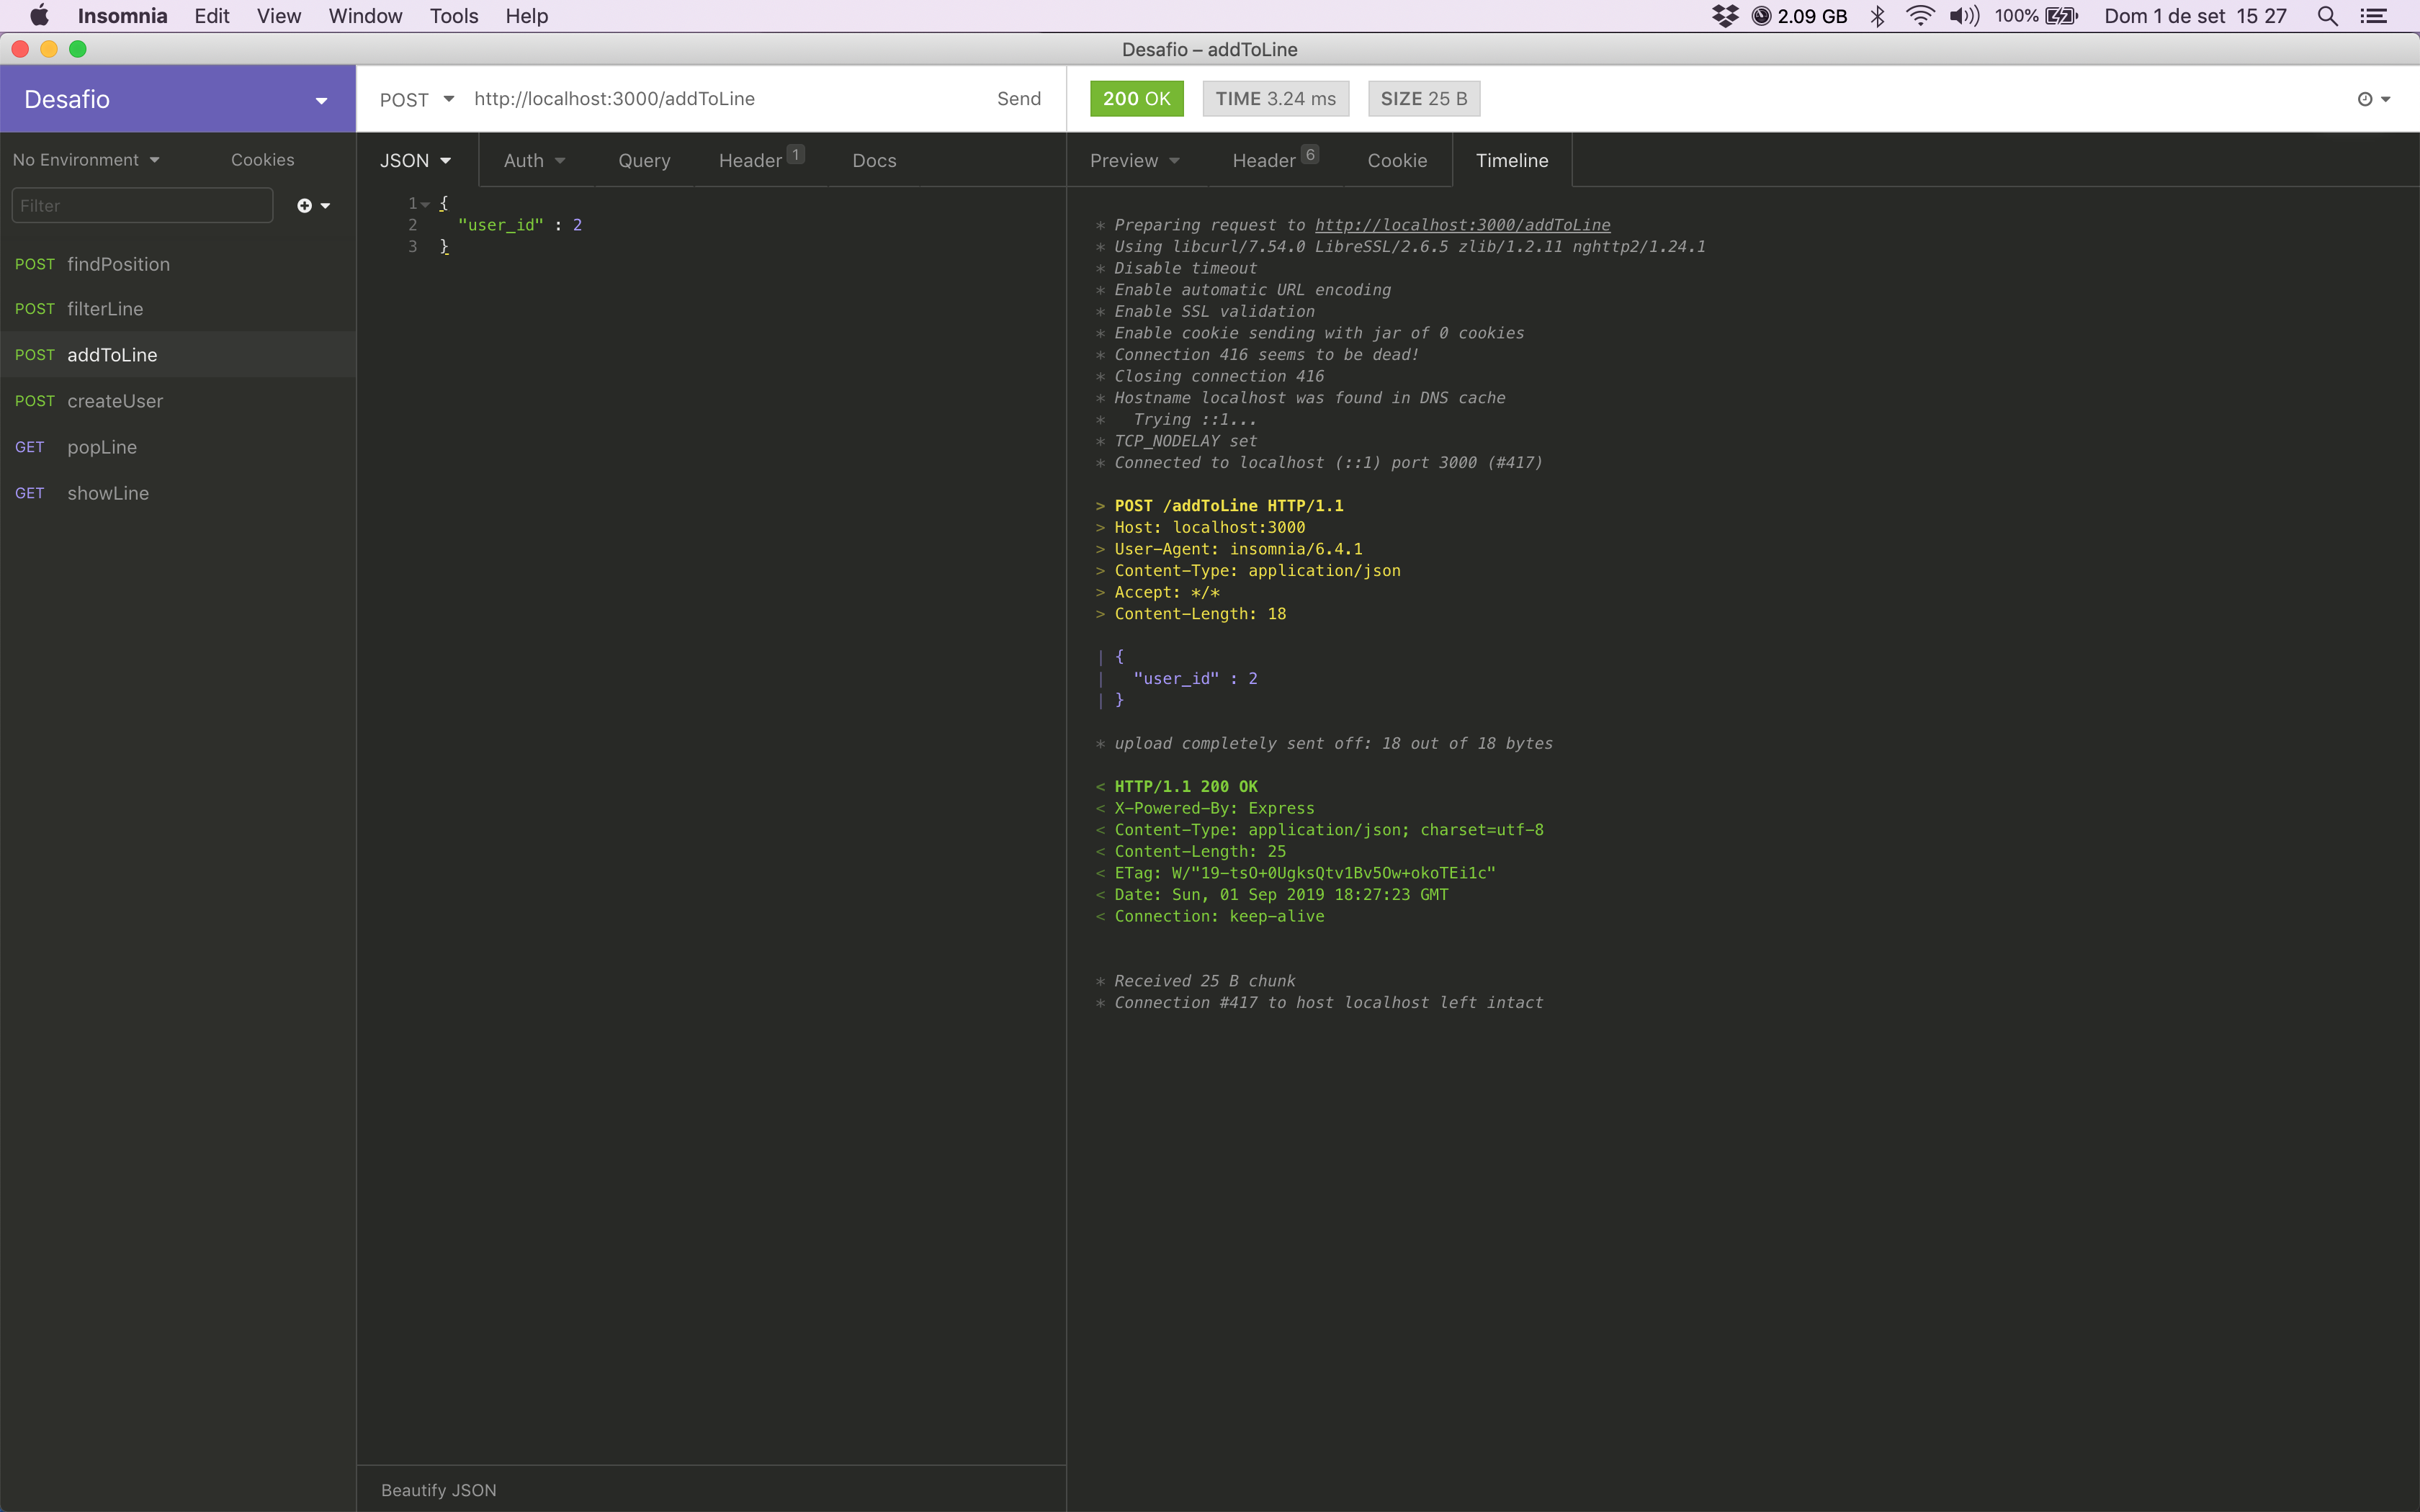 Insomnia Edit View Window Tools Help 2.09 GB 100% Dom 1 de set 15 27
Desafio – addToLine
Desafio
POST http://localhost:3000/addToLine Send
200 OK TIME 3.24 ms SIZE 25 B
No Environment Cookies
Filter
POST findPosition
POST filterLine
POST addToLine
POST createUser
GET popLine
GET showLine
JSON Auth Query Header 1 Docs
1 {
2 "user_id" : 2
3 }
Beautify JSON
Preview Header 6 Cookie Timeline
* Preparing request to http://localhost:3000/addToLine
* Using libcurl/7.54.0 LibreSSL/2.6.5 zlib/1.2.11 nghttp2/1.24.1
* Disable timeout
* Enable automatic URL encoding
* Enable SSL validation
* Enable cookie sending with jar of 0 cookies
* Connection 416 seems to be dead!
* Closing connection 416
* Hostname localhost was found in DNS cache
*   Trying ::1...
* TCP_NODELAY set
* Connected to localhost (::1) port 3000 (#417)
> POST /addToLine HTTP/1.1
> Host: localhost:3000
> User-Agent: insomnia/6.4.1
> Content-Type: application/json
> Accept: */*
> Content-Length: 18
| {
|   "user_id" : 2
| }
* upload completely sent off: 18 out of 18 bytes
< HTTP/1.1 200 OK
< X-Powered-By: Express
< Content-Type: application/json; charset=utf-8
< Content-Length: 25
< ETag: W/"19-tsO+0UgksQtv1Bv5Ow+okoTEi1c"
< Date: Sun, 01 Sep 2019 18:27:23 GMT
< Connection: keep-alive
* Received 25 B chunk
* Connection #417 to host localhost left intact